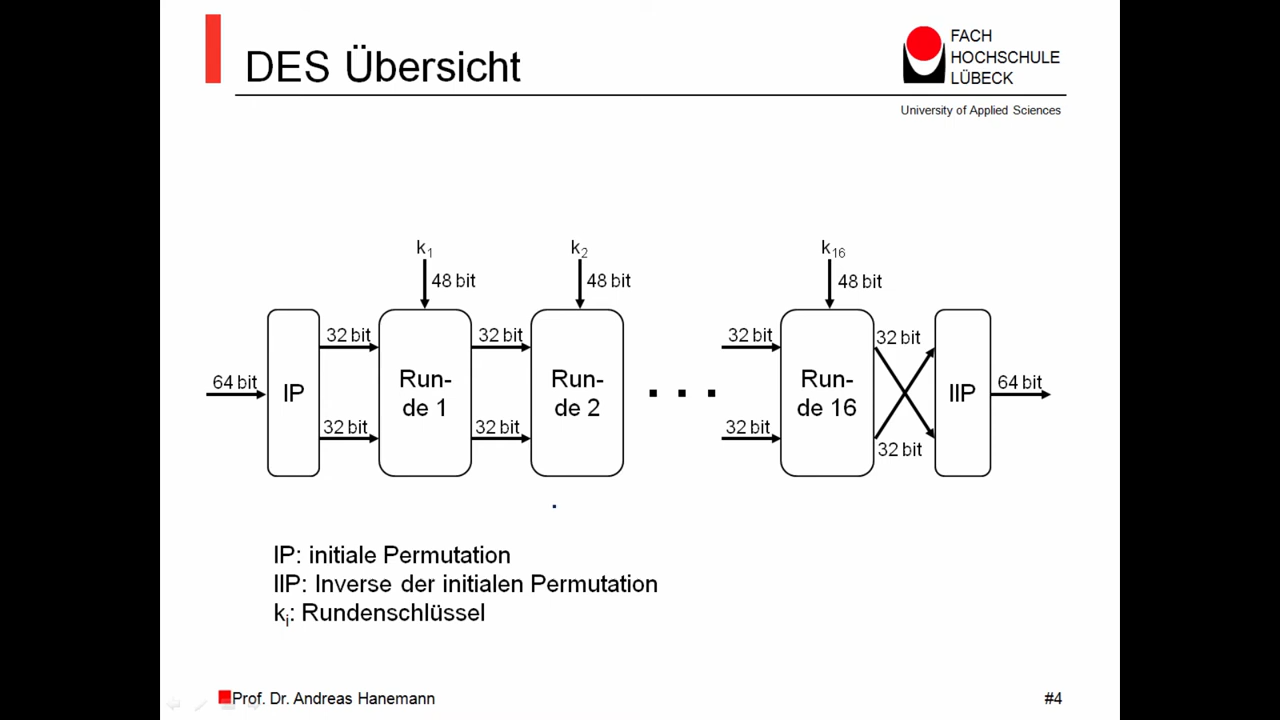 DES Übersicht
FACH
HOCHSCHULE
LÜBECK
University of Applied Sciences
k1 k2 k16
48 bit 48 bit 48 bit
32 bit 32 bit 32 bit 32 bit
64 bit IP Run- Run- Run- IIP 64 bit
de 1 de 2 . . . de 16
32 bit 32 bit 32 bit 32 bit
IP: initiale Permutation
IIP: Inverse der initialen Permutation
ki: Rundenschlüssel
Prof. Dr. Andreas Hanemann
#4